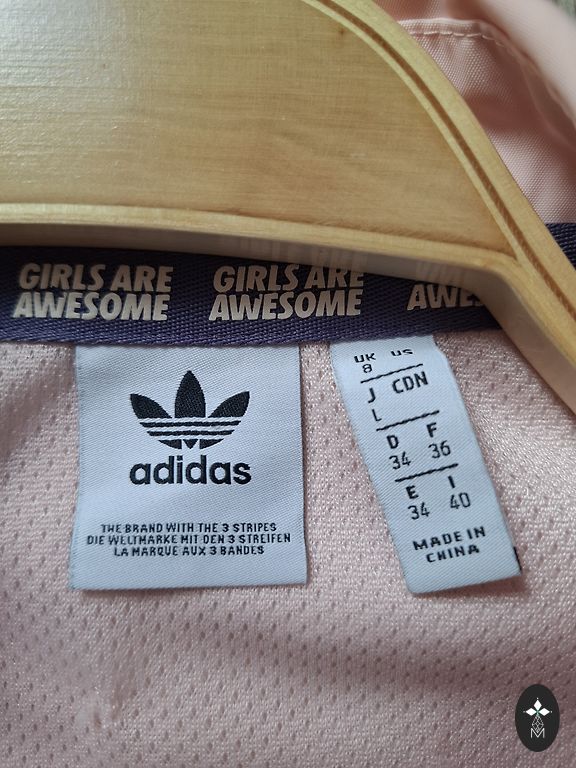 GIRLS ARE
AWESOME
GIRLS ARE
AWESOME
AWES
adidas
THE BRAND WITH THE 3 STRIPES
DIE WELTMARKE MIT DEN 3 STREIFEN
LA MARQUE AUX 3 BANDES
UK US
8
J CDN
L
D F
34 36
E I
34 40
MADE IN
CHINA
M